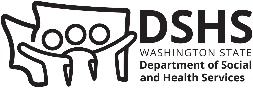 DSHS
WASHINGTON STATE
Department of Social
and Health Services